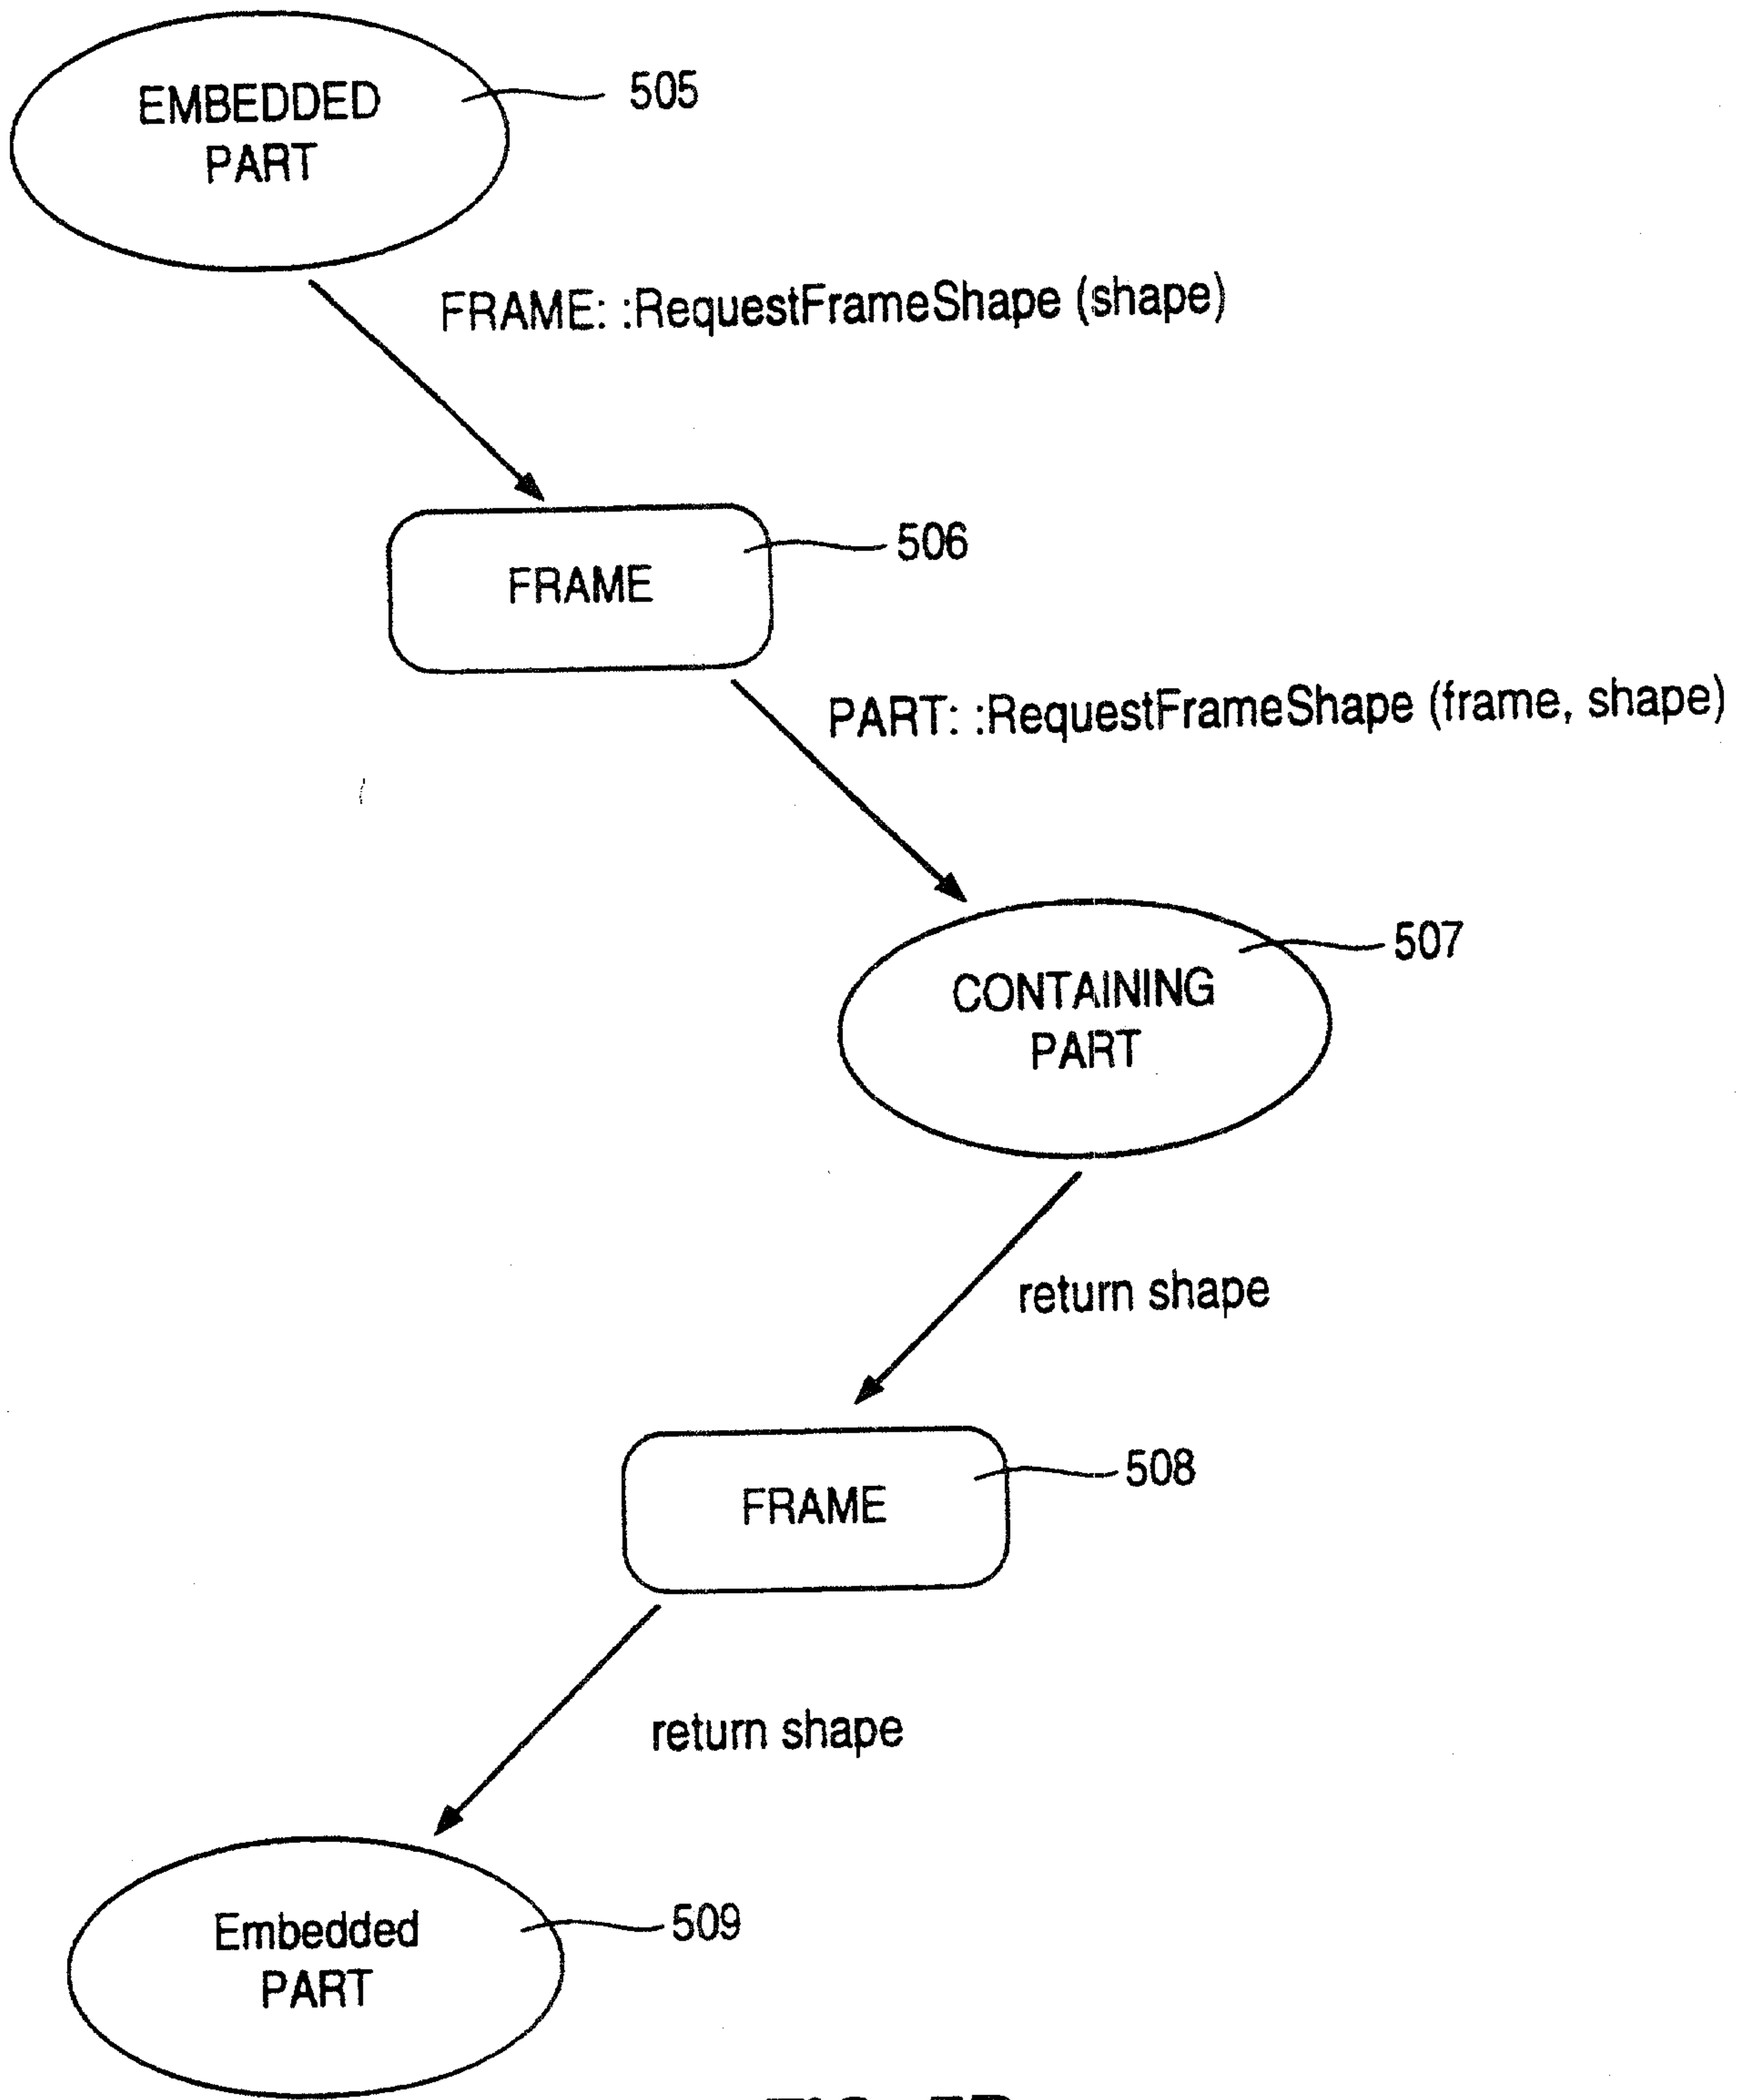 EMBEDDED
PART
505
FRAME: :RequestFrameShape (shape)
FRAME
506
PART: :RequestFrameShape (frame, shape)
CONTAINING
PART
507
return shape
FRAME
508
return shape
Embedded
PART
509